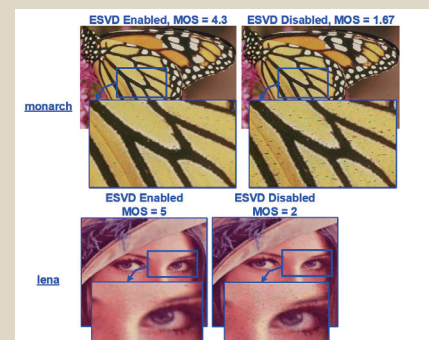 ESVD Enabled, MOS = 4.3 ESVD Disabled, MOS = 1.67
monarch
ESVD Enabled ESVD Disabled
MOS = 5 MOS = 2
lena